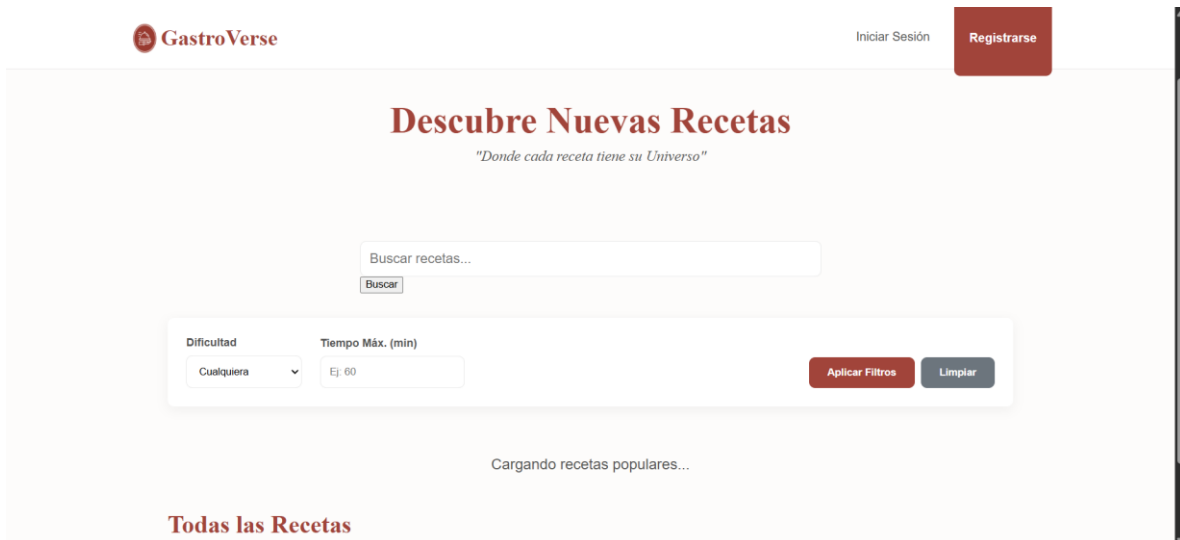 GastroVerse
Iniciar Sesión
Registrarse
Descubre Nuevas Recetas
"Donde cada receta tiene su Universo"
Buscar recetas...
Buscar
Dificultad
Tiempo Máx. (min)
Cualquiera
Ej: 60
Aplicar Filtros
Limpiar
Cargando recetas populares...
Todas las Recetas